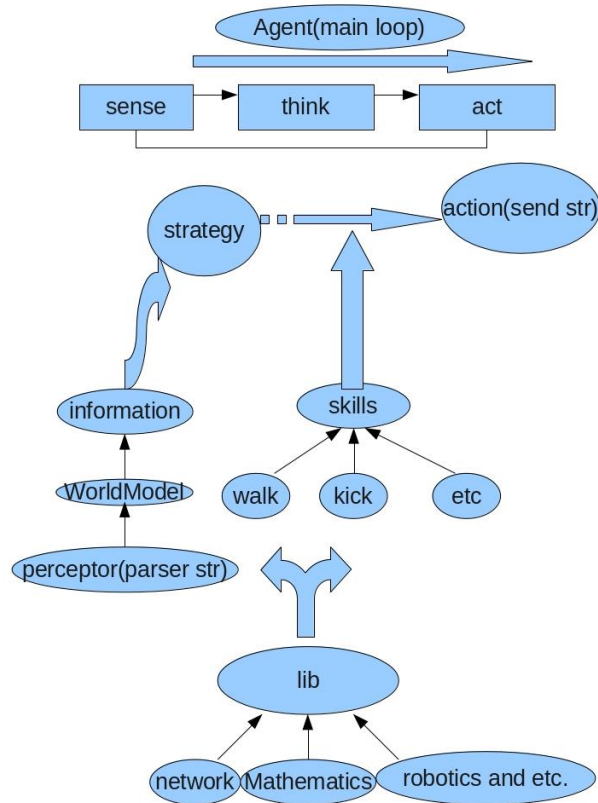 Agent(main loop)
sense
think
act
strategy
action(send str)
information
skills
WorldModel
walk
kick
etc
perceptor(parser str)
lib
network
Mathematics
robotics and etc.